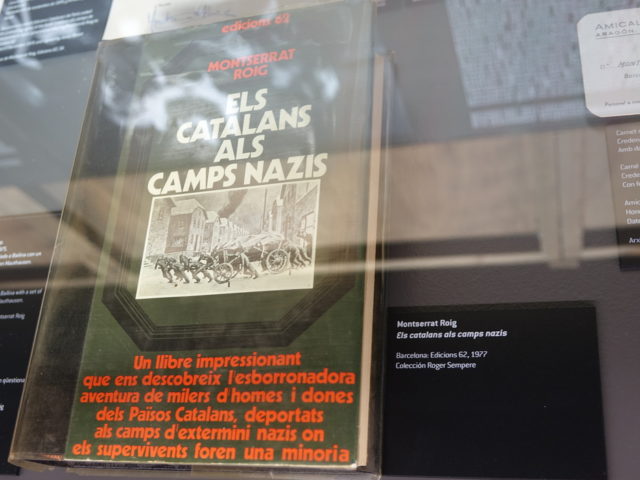 edicions 62
MONTSERRAT
ROIG
ELS
CATALANS
ALS
CAMPS NAZIS
Un llibre impressionant
que ens descobreix l'esborronadora
aventura de milers d'homes i dones
dels Països Catalans, deportats
als camps d'extermini nazis on
els supervivents foren una minoria
Montserrat Roig
Els catalans als camps nazis
Barcelona: Edicions 62, 1977
Colección Roger Sempere
AMICAL
ARAGÓN,